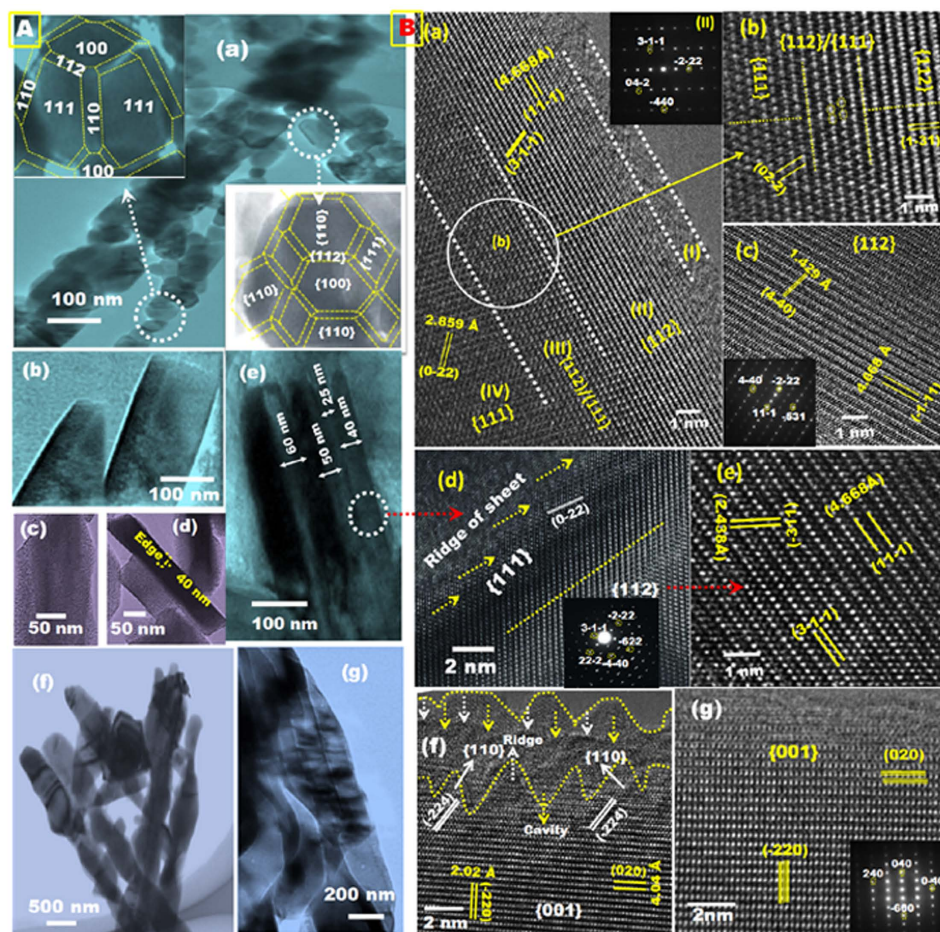 A
100
112
110
111
110
111
100
(a)
100 nm
{110}
{112}
{111}
{110}
{100}
{110}
(b)
100 nm
(c)
50 nm
(d)
Edge
40 nm
50 nm
(e)
60 nm
50 nm
25 nm
40 nm
100 nm
(f)
500 nm
(g)
200 nm
B
(a)
(4.668Å)
(11-1)
(3-1-1)
(II)
3-1-1
-2-22
04-2
-440
{b}
(I)
(II)
{112}
(III)
{112}/{111}
2.859 Å
(0-22)
(IV)
{111}
1 nm
(b)
{112}/{111}
{111}
{122}
(02-2)
(1-31)
1 nm
(c)
{112}
1.429 Å
(4-40)
4.668 Å
(-1-11)
4-40
-2-22
11-1
-531
1 nm
(d)
Ridge of sheet
(0-22)
{111}
{112}
2 nm
-2-22
3-1-1
-622
22-2
-4-40
(e)
(2.438Å)
(131)
(4.668Å)
(11-1)
(3-1-1)
1 nm
(f)
Ridge
{110}
{110}
(-224)
(-224)
Cavity
2.02 Å
(-220)
(020)
4.04 Å
2 nm
{001}
(g)
{001}
(020)
(-220)
040
240
0-40
-660
2nm